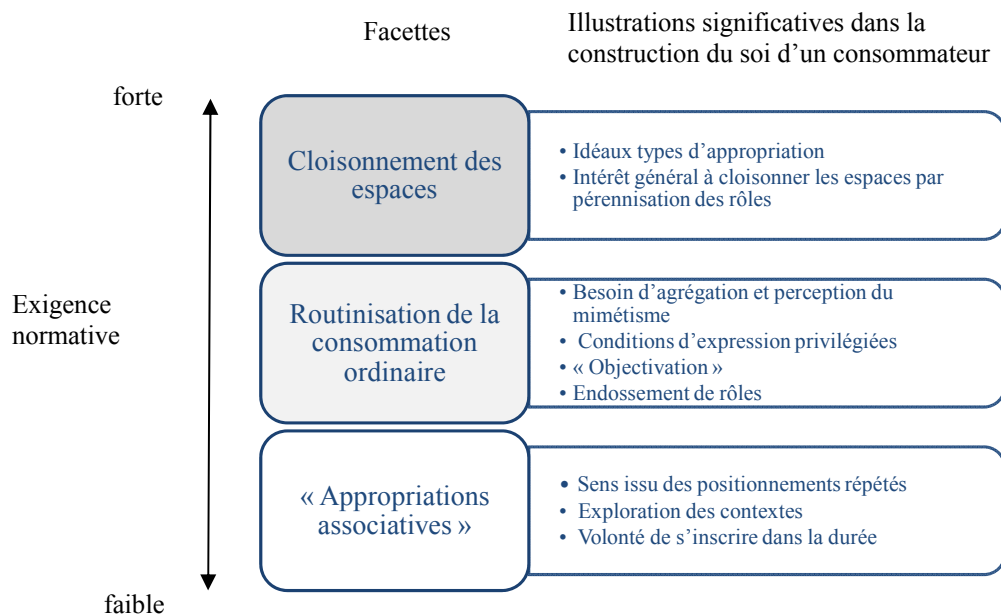 Facettes
Illustrations significatives dans la
construction du soi d’un consommateur
forte
Cloisonnement des
espaces
• Idéaux types d’appropriation
• Intérêt général à cloisonner les espaces par
pérennisation des rôles
Exigence
normative
Routinisation de la
consommation
ordinaire
• Besoin d’agrégation et perception du
mimétisme
• Conditions d’expression privilégiées
• « Objectivation »
• Endossement de rôles
« Appropriations
associatives »
• Sens issu des positionnements répétés
• Exploration des contextes
• Volonté de s’inscrire dans la durée
faible